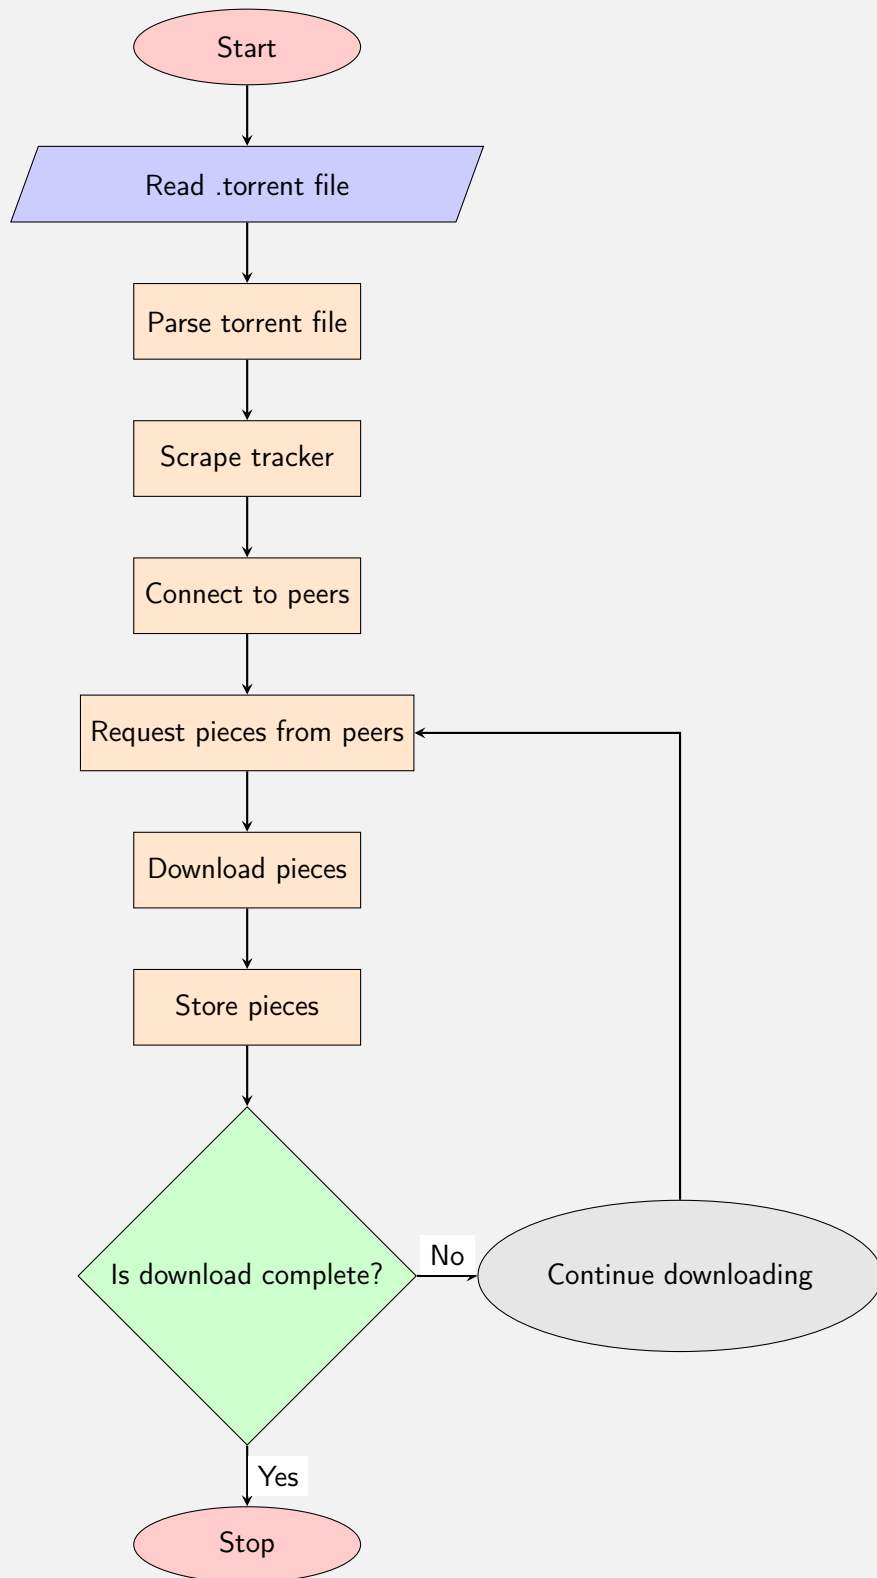 Start
Read .torrent file
Parse torrent file
Scrape tracker
Connect to peers
Request pieces from peers
Download pieces
Store pieces
Is download complete?
No
Continue downloading
Yes
Stop